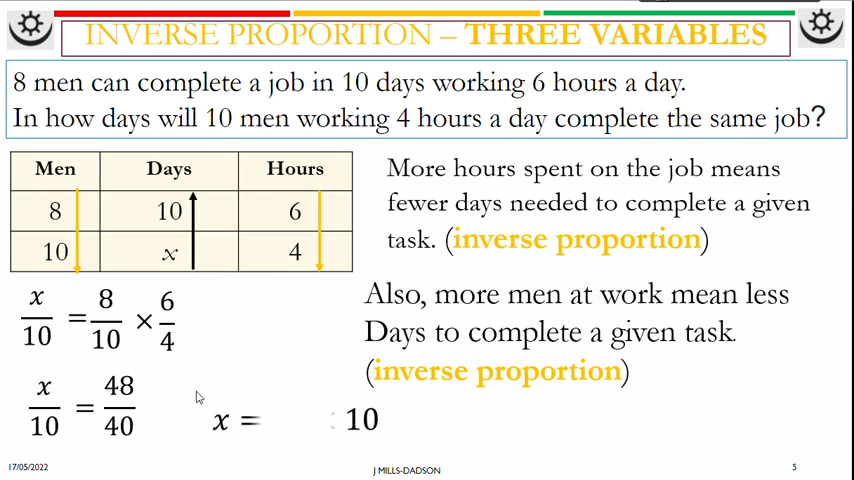 INVERSE PROPORTION – THREE VARIABLES
8 men can complete a job in 10 days working 6 hours a day.
In how days will 10 men working 4 hours a day complete the same job?
Men Days Hours
8 10 6
10 x 4
More hours spent on the job means
fewer days needed to complete a given
task. (inverse proportion)
x/10 = 8/10 × 6/4
Also, more men at work mean less
Days to complete a given task.
(inverse proportion)
x/10 = 48/40
x = 10
17/05/2022
J MILLS-DADSON
5